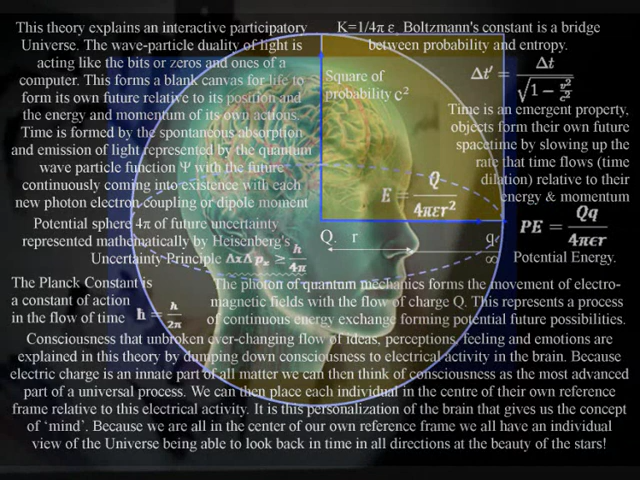 This theory explains an interactive participatory
Universe. The wave-particle duality of light is
acting like the bits or zeros and ones of a
computer. This forms a blank canvas for life to
form its own future relative to its position and
the energy and momentum of its own actions.
Time is formed by the spontaneous absorption
and emission of light represented by the quantum
wave particle function Ψ with the future
continuously coming into existence with each
new photon electron coupling or dipole moment
Potential sphere 4π of future uncertainty
represented mathematically by Heisenberg's
Uncertainty Principle ΔxΔpₓ ≥ h/4π
The Planck Constant is
a constant of action
in the flow of time ħ = h/2π
K=1/4π ε. Boltzmann's constant is a bridge
between probability and entropy.
Δt′ = Δt/√(1 − v²/c²)
Square of
probability c²
Time is an emergent property,
objects form their own future
spacetime by slowing up the
rate that time flows (time
dilation) relative to their
energy & momentum
E = Q/4πεr²
PE = Qq/4πϵr
Q. r q
∞
Potential Energy.
The photon of quantum mechanics forms the movement of electro-
magnetic fields with the flow of charge Q. This represents a process
of continuous energy exchange forming potential future possibilities.
Consciousness that unbroken ever-changing flow of ideas, perceptions, feeling and emotions are
explained in this theory by dumping down consciousness to electrical activity in the brain. Because
electric charge is an innate part of all matter we can then think of consciousness as the most advanced
part of a universal process. We can then place each individual in the centre of their own reference
frame relative to this electrical activity. It is this personalization of the brain that gives us the concept
of ‘mind’. Because we are all in the center of our own reference frame we all have an individual
view of the Universe being able to look back in time in all directions at the beauty of the stars!